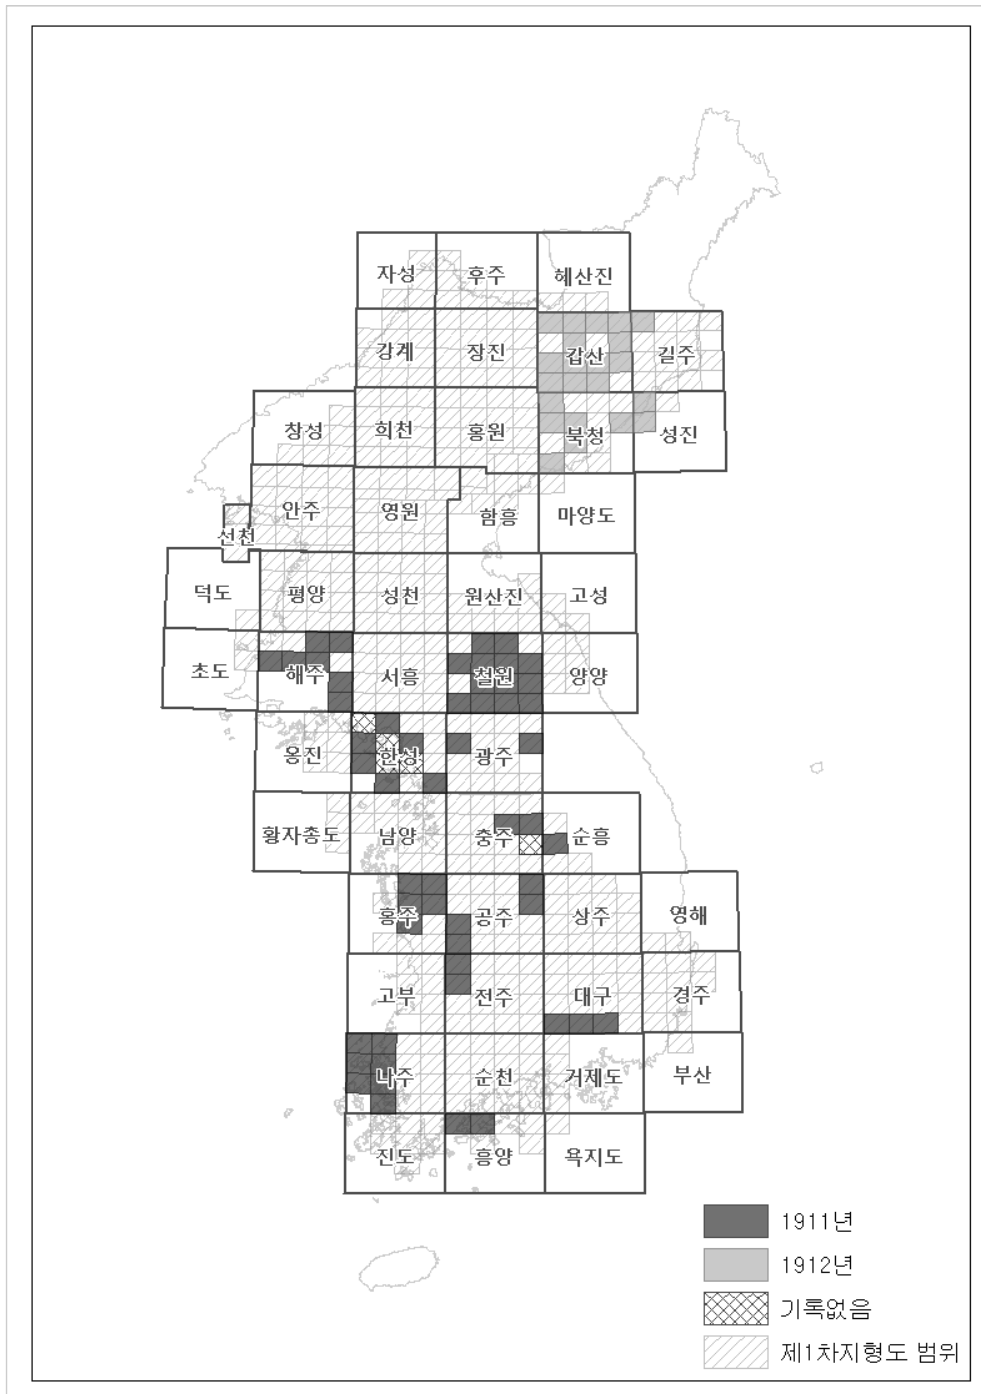 자성 후주 혜산진
강계 장진 갑산 길주
창성 희천 홍원 북청 성진
안주 영원 함흥 마양도
선천
덕도 평양 성천 원산진 고성
초도 해주 서흥 철원 양양
옹진 한성 광주
황자총도 남양 충주 순흥
홍주 공주 상주 영해
고부 전주 대구 경주
나주 순천 거제도 부산
진도 흥양 욕지도
1911년
1912년
기록없음
제1차지형도 범위